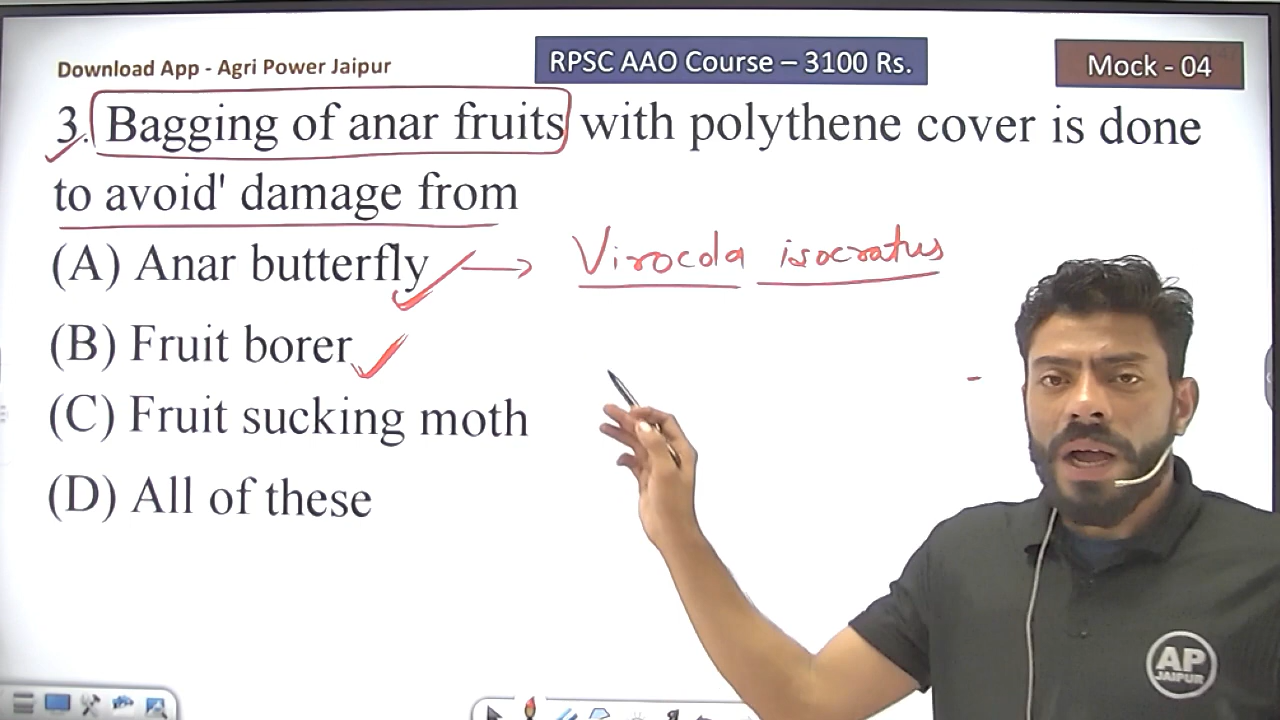 Download App - Agri Power Jaipur
RPSC AAO Course – 3100 Rs.
Mock - 04
3. Bagging of anar fruits with polythene cover is done
to avoid' damage from
(A) Anar butterfly → Virocola isocratus
(B) Fruit borer
(C) Fruit sucking moth
(D) All of these
AP
JAIPUR